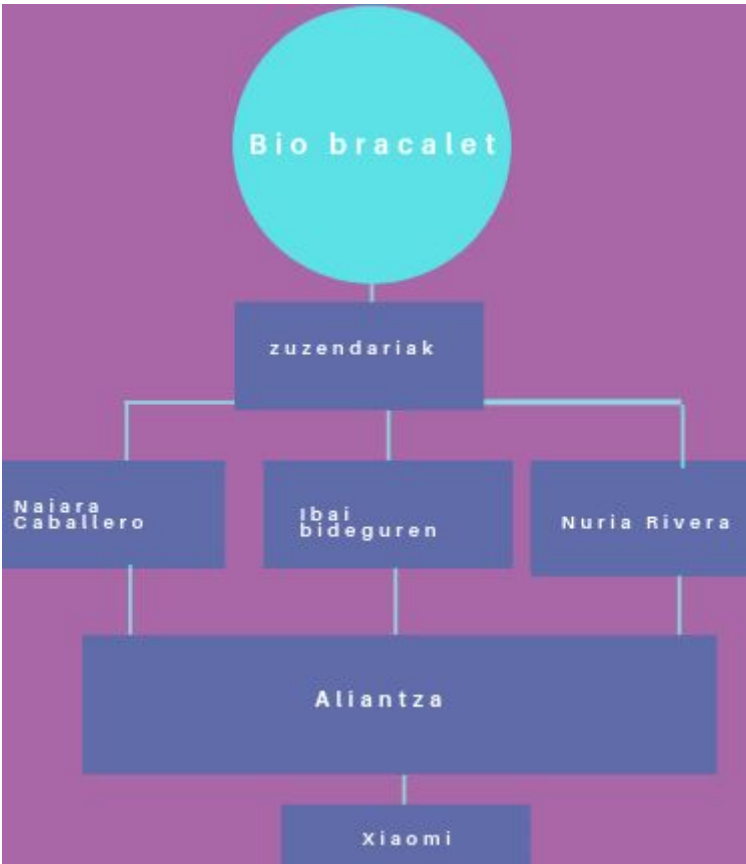 Bio bracalet
zuzendariak
Naiara
Caballero
Ibai
bideguren
Nuria Rivera
Aliantza
Xiaomi